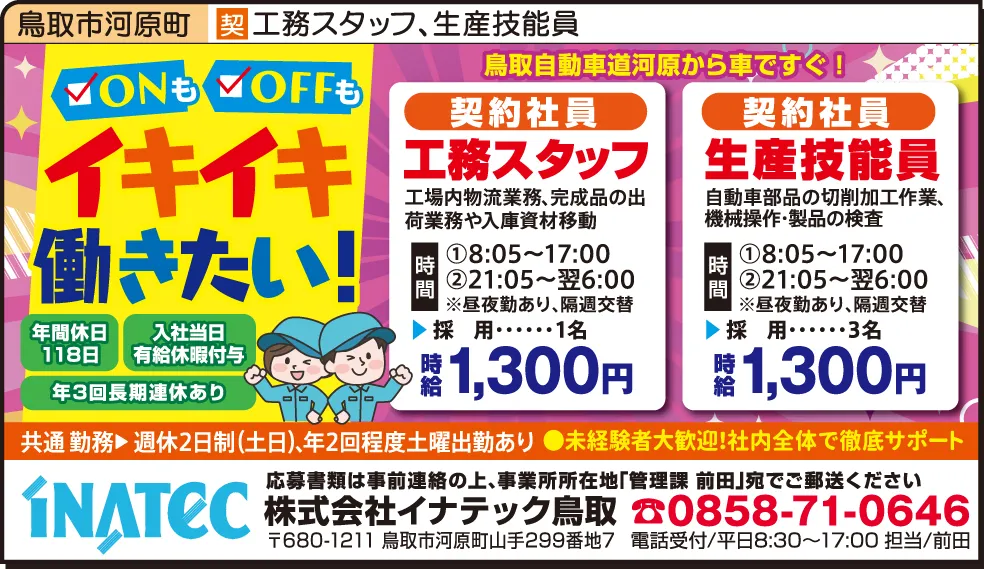 鳥取市河原町 契 工務スタッフ、生産技能員
ONも OFFも
イキイキ
働きたい!
年間休日
118日
入社当日
有給休暇付与
年3回長期連休あり
鳥取自動車道河原から車ですぐ!
契約社員
工務スタッフ
工場内物流業務、完成品の出
荷業務や入庫資材移動
時間
①8:05〜17:00
②21:05〜翌6:00
※昼夜勤あり、隔週交替
▶採 用……1名
時給1,300円
契約社員
生産技能員
自動車部品の切削加工作業、
機械操作・製品の検査
時間
①8:05〜17:00
②21:05〜翌6:00
※昼夜勤あり、隔週交替
▶採 用……3名
時給1,300円
共通 勤務▶週休2日制(土日)、年2回程度土曜出勤あり ●未経験者大歓迎!社内全体で徹底サポート
iNATEC
応募書類は事前連絡の上、事業所所在地「管理課 前田」宛でご郵送ください
株式会社イナテック鳥取 ☎0858-71-0646
〒680-1211 鳥取市河原町山手299番地7 電話受付/平日8:30〜17:00 担当/前田